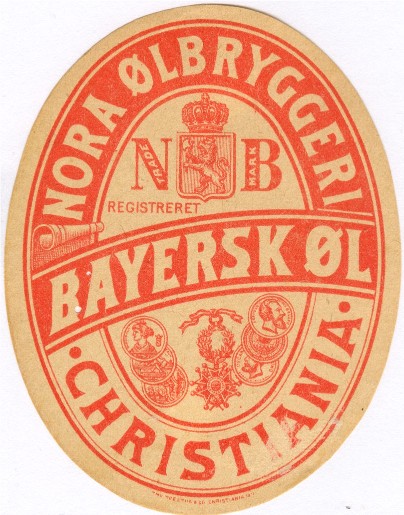 NORA ØLBRYGGERI
N B
TRADE MARK
REGISTRERET
BAYERSK ØL
• CHRISTIANIA •